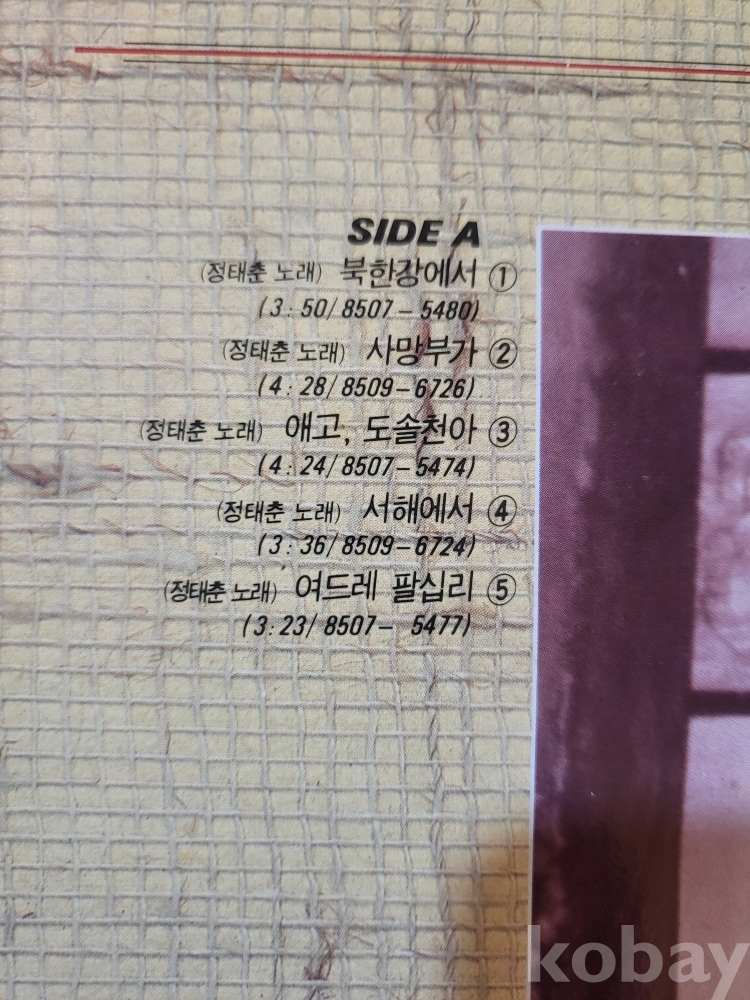 SIDE A
(정태춘 노래) 북한강에서 ①
(3:50/8507-5480)
(정태춘 노래) 사망부가 ②
(4:28/8509-6726)
(정태춘 노래) 애고, 도솔천아 ③
(4:24/8507-5474)
(정태춘 노래) 서해에서 ④
(3:36/8509-6724)
(정태춘 노래) 여드레 팔십리 ⑤
(3:23/8507- 5477)
kobay